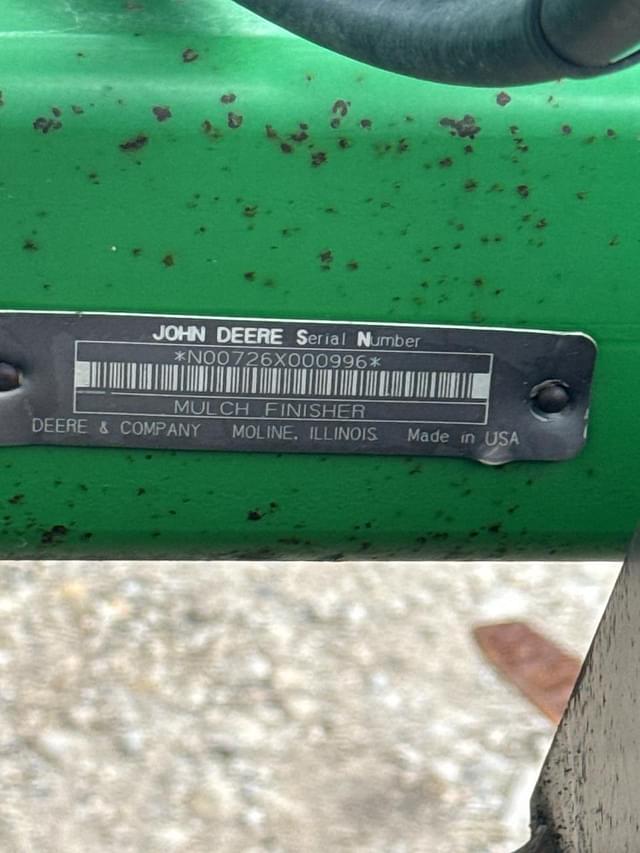 JOHN DEERE Serial Number
*N00726X000996*
MULCH FINISHER
DEERE & COMPANY MOLINE, ILLINOIS Made in USA